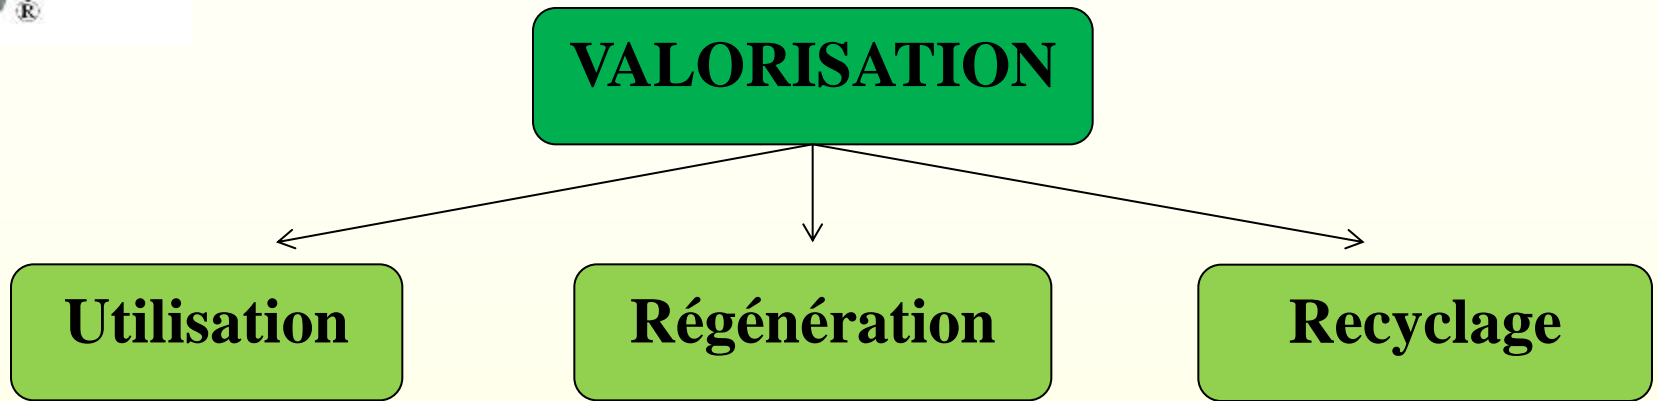 ®
VALORISATION
Utilisation
Régénération
Recyclage